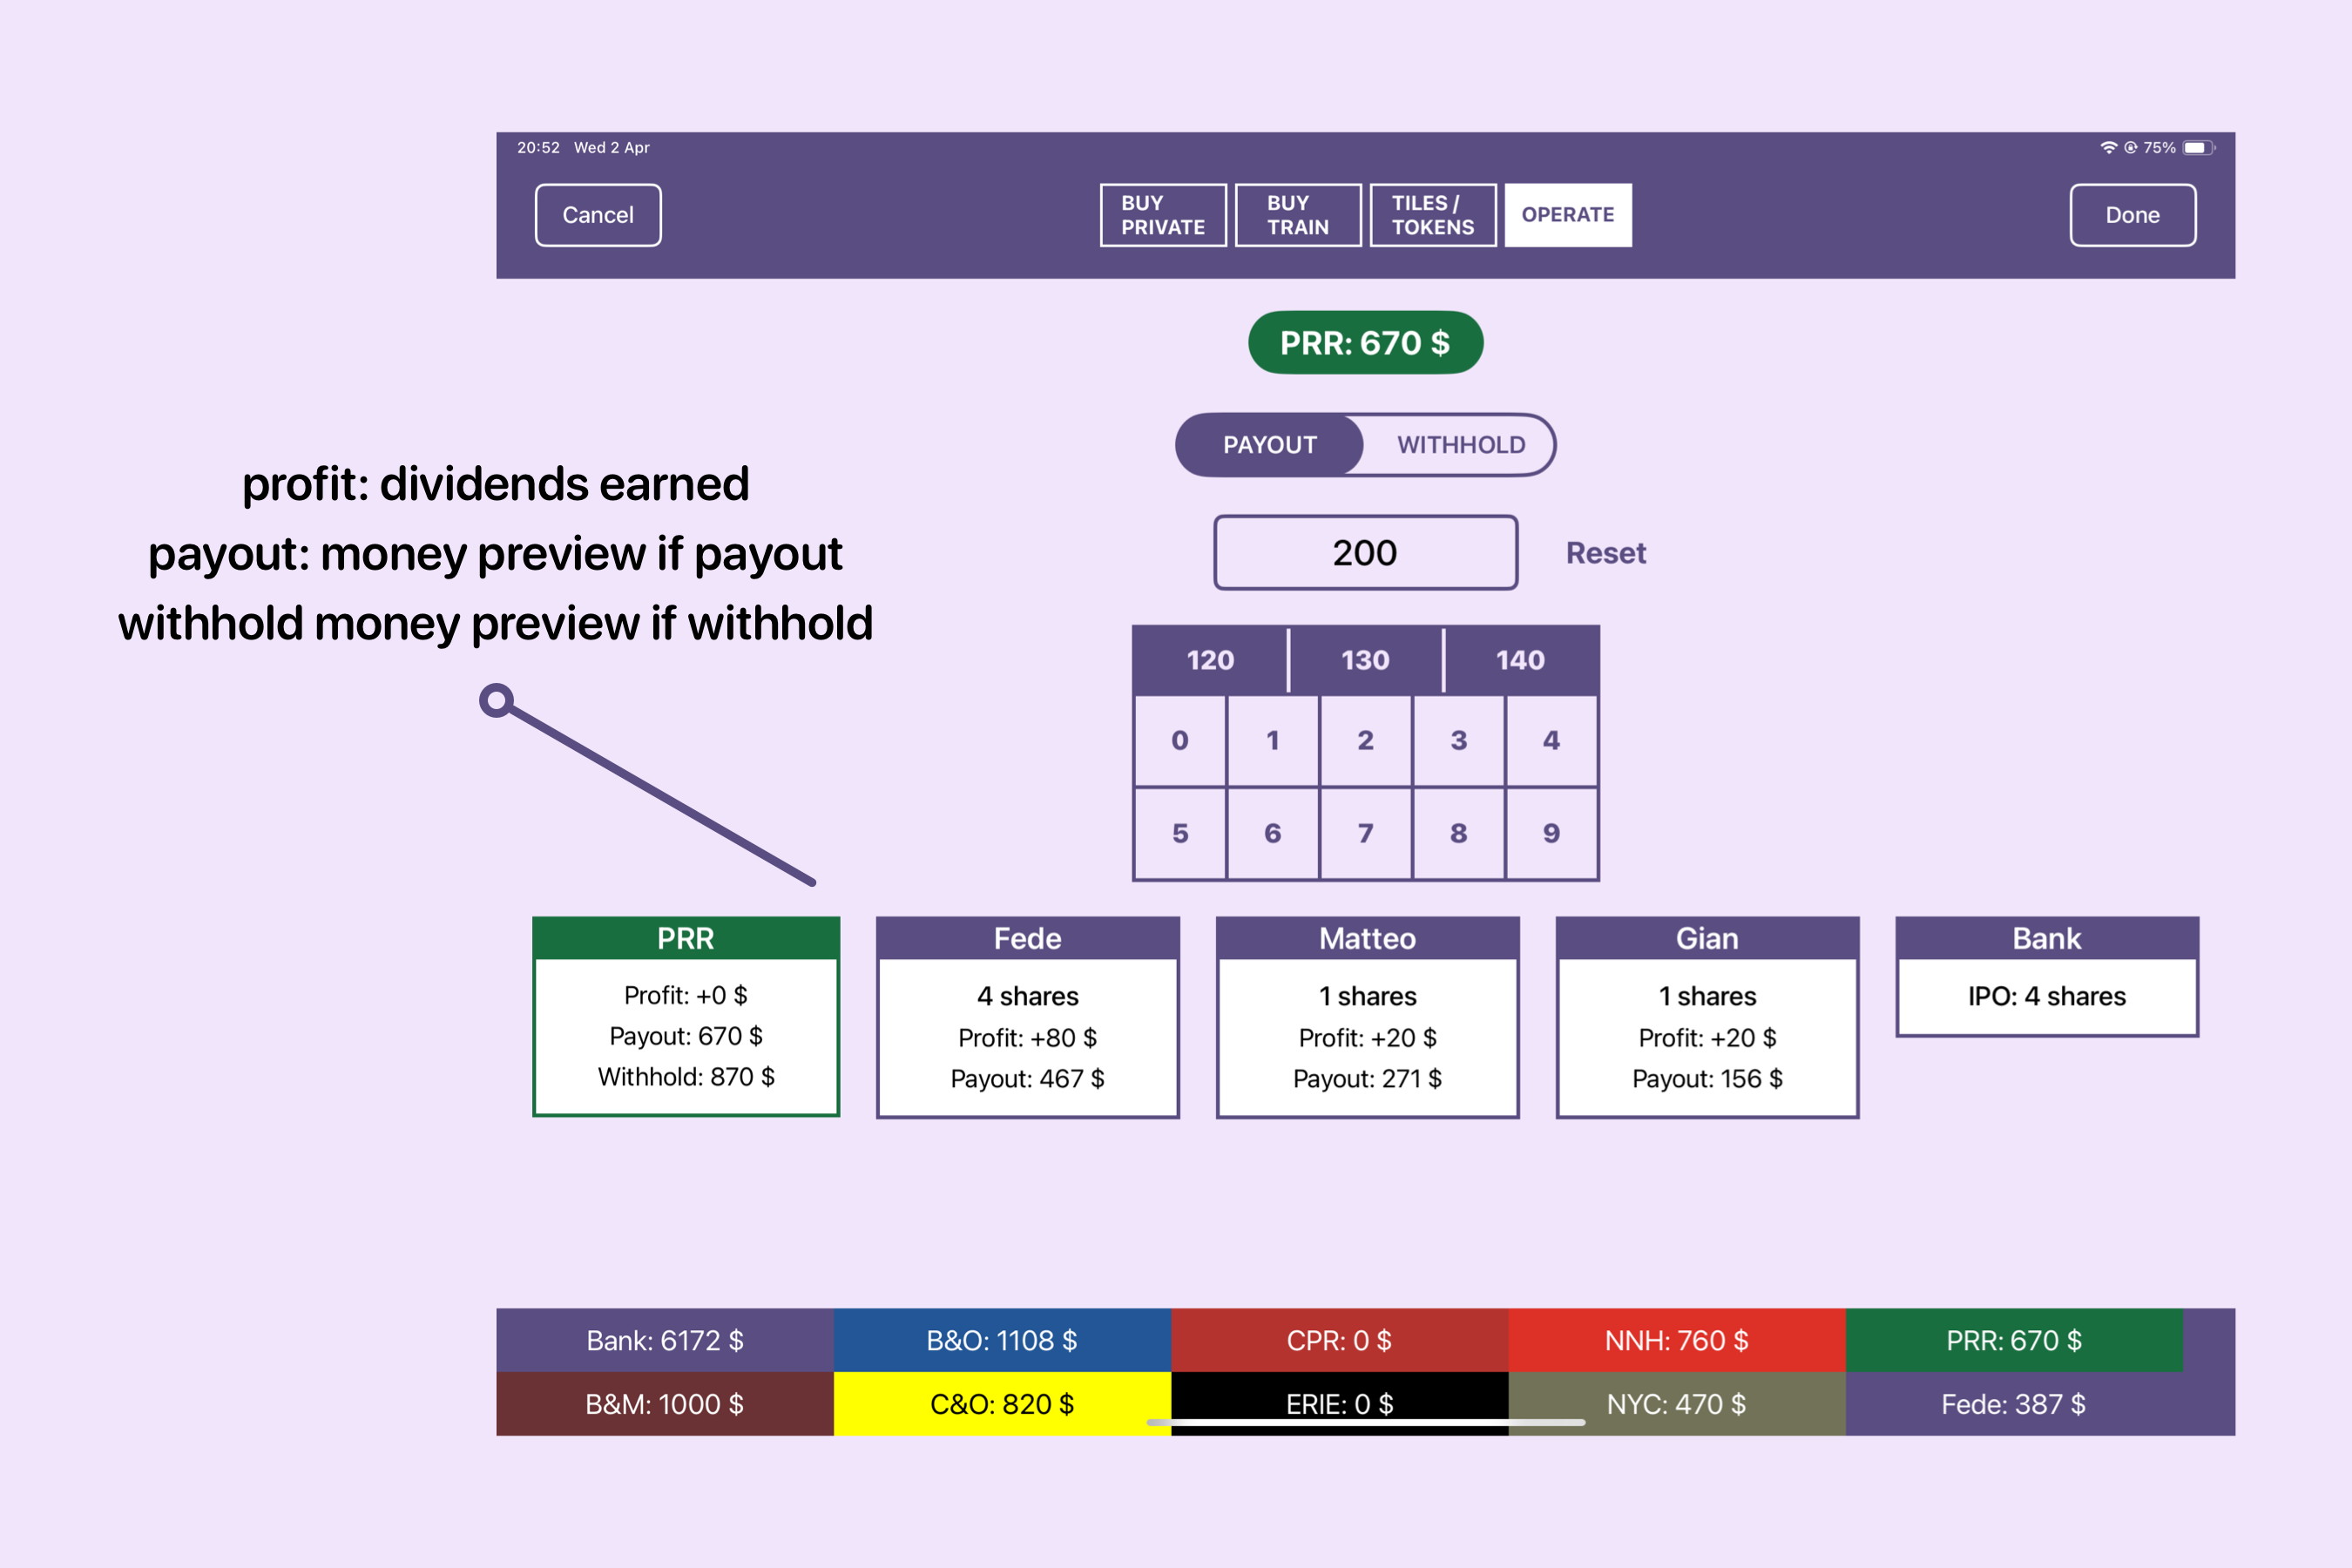 20:52 Wed 2 Apr
75%
Cancel
BUY
PRIVATE
BUY
TRAIN
TILES /
TOKENS
OPERATE
Done
PRR: 670 $
PAYOUT
WITHHOLD
profit: dividends earned
payout: money preview if payout
withhold money preview if withhold
200
Reset
120 130 140
0 1 2 3 4
5 6 7 8 9
PRR
Profit: +0 $
Payout: 670 $
Withhold: 870 $
Fede
4 shares
Profit: +80 $
Payout: 467 $
Matteo
1 shares
Profit: +20 $
Payout: 271 $
Gian
1 shares
Profit: +20 $
Payout: 156 $
Bank
IPO: 4 shares
Bank: 6172 $ B&O: 1108 $ CPR: 0 $ NNH: 760 $ PRR: 670 $
B&M: 1000 $ C&O: 820 $ ERIE: 0 $ NYC: 470 $ Fede: 387 $